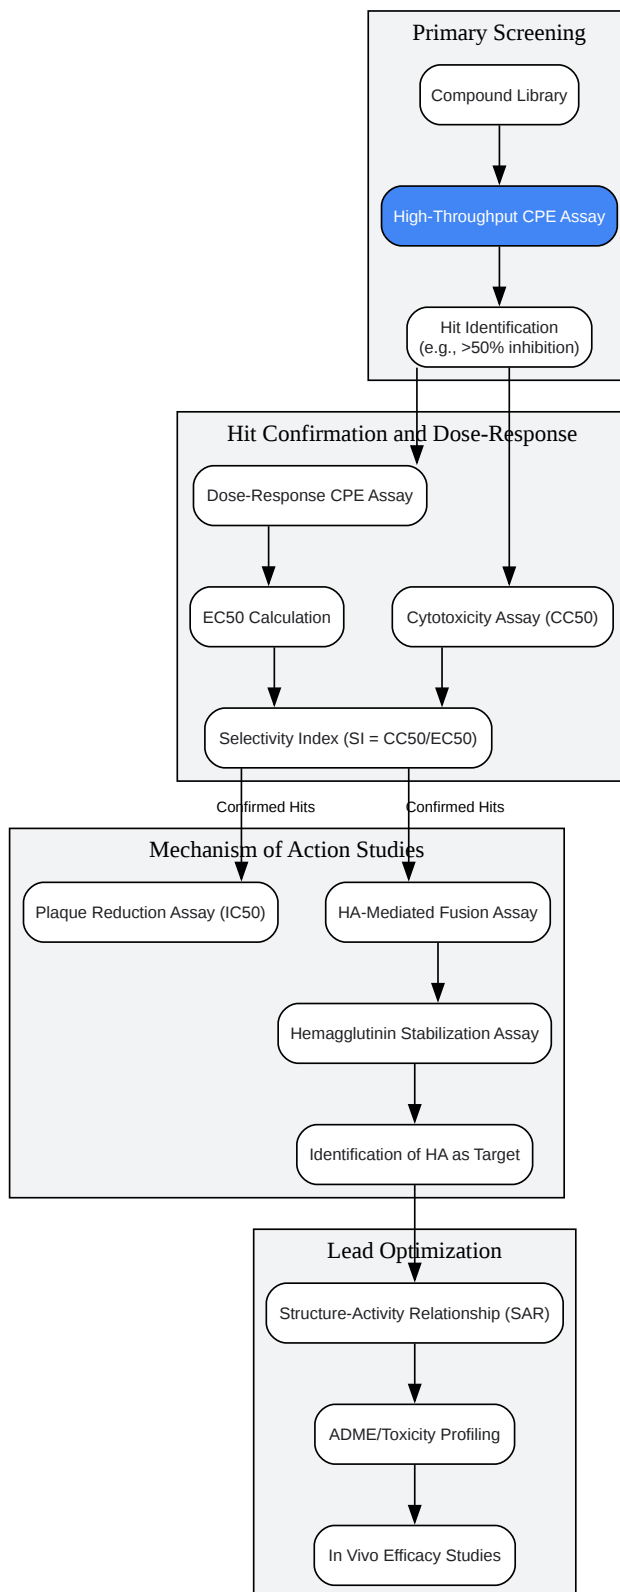 Primary Screening
Compound Library
High-Throughput CPE Assay
Hit Identification
(e.g., >50% inhibition)
Hit Confirmation and Dose-Response
Dose-Response CPE Assay
EC50 Calculation
Cytotoxicity Assay (CC50)
Selectivity Index (SI = CC50/EC50)
Confirmed Hits
Confirmed Hits
Mechanism of Action Studies
Plaque Reduction Assay (IC50)
HA-Mediated Fusion Assay
Hemagglutinin Stabilization Assay
Identification of HA as Target
Lead Optimization
Structure-Activity Relationship (SAR)
ADME/Toxicity Profiling
In Vivo Efficacy Studies